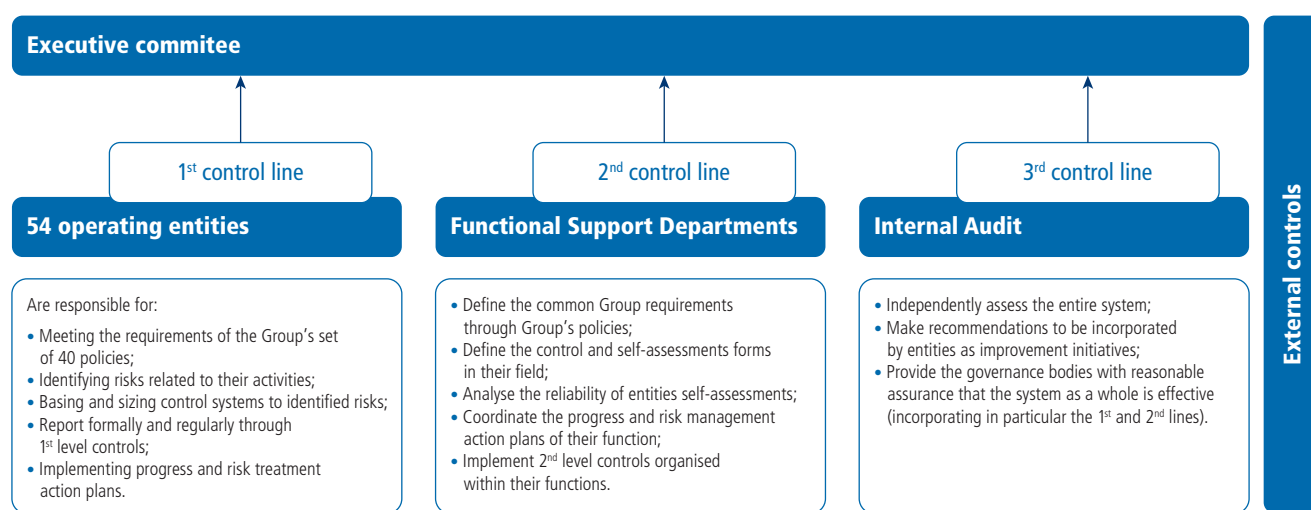 Executive commitee
1st control line
54 operating entities
Are responsible for:
• Meeting the requirements of the Group's set
of 40 policies;
• Identifying risks related to their activities;
• Basing and sizing control systems to identified risks;
• Report formally and regularly through
1st level controls;
• Implementing progress and risk treatment
action plans.
2nd control line
Functional Support Departments
• Define the common Group requirements
through Group's policies;
• Define the control and self-assessments forms
in their field;
• Analyse the reliability of entities self-assessments;
• Coordinate the progress and risk management
action plans of their function;
• Implement 2nd level controls organised
within their functions.
3rd control line
Internal Audit
• Independently assess the entire system;
• Make recommendations to be incorporated
by entities as improvement initiatives;
• Provide the governance bodies with reasonable
assurance that the system as a whole is effective
(incorporating in particular the 1st and 2nd lines).
External controls